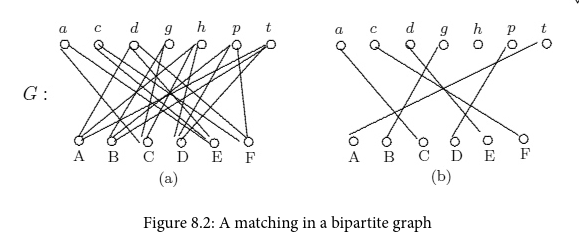 a c d g h p t a c d g h p t
G :
A B C D E F A B C D E F
(a) (b)
Figure 8.2: A matching in a bipartite graph